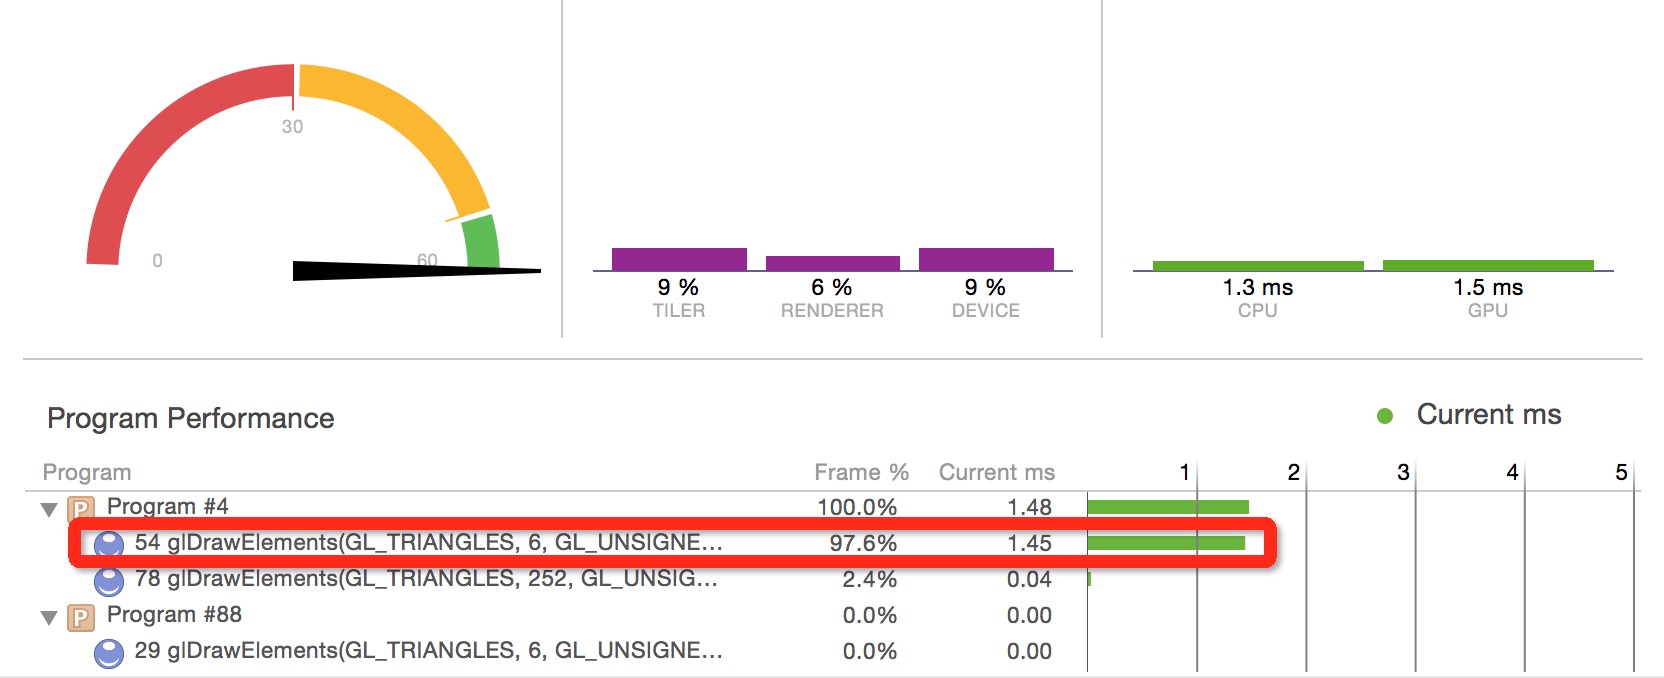 30
0
60
9 % 6 % 9 %
TILER RENDERER DEVICE
1.3 ms 1.5 ms
CPU GPU
Program Performance
Current ms
Program Frame % Current ms 1 2 3 4 5
P Program #4 100.0% 1.48
54 glDrawElements(GL_TRIANGLES, 6, GL_UNSIGNE... 97.6% 1.45
78 glDrawElements(GL_TRIANGLES, 252, GL_UNSIG... 2.4% 0.04
P Program #88 0.0% 0.00
29 glDrawElements(GL_TRIANGLES, 6, GL_UNSIGNE... 0.0% 0.00